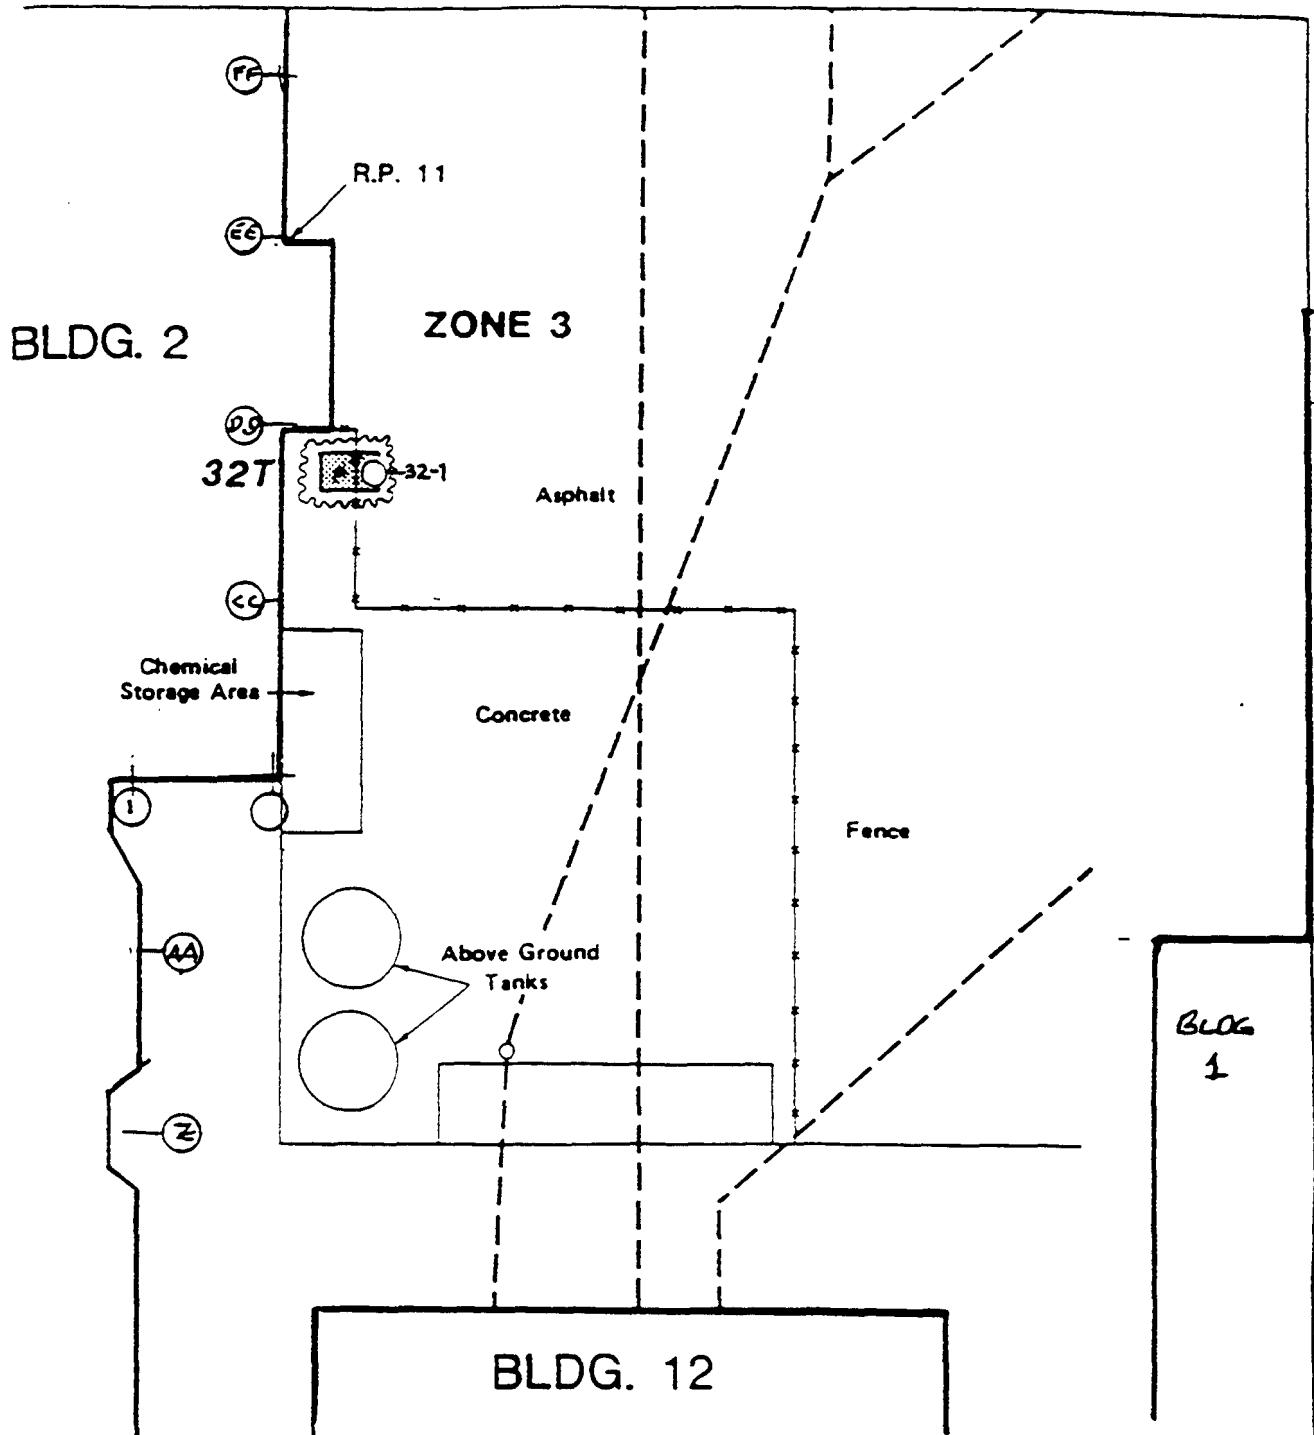 FF
R.P. 11
EE
ZONE 3
BLDG. 2
DD
32T
32-1
Asphalt
CC
Chemical
Storage Area
Concrete
1
Fence
AA
Above Ground
Tanks
BLDG
1
Z
BLDG. 12